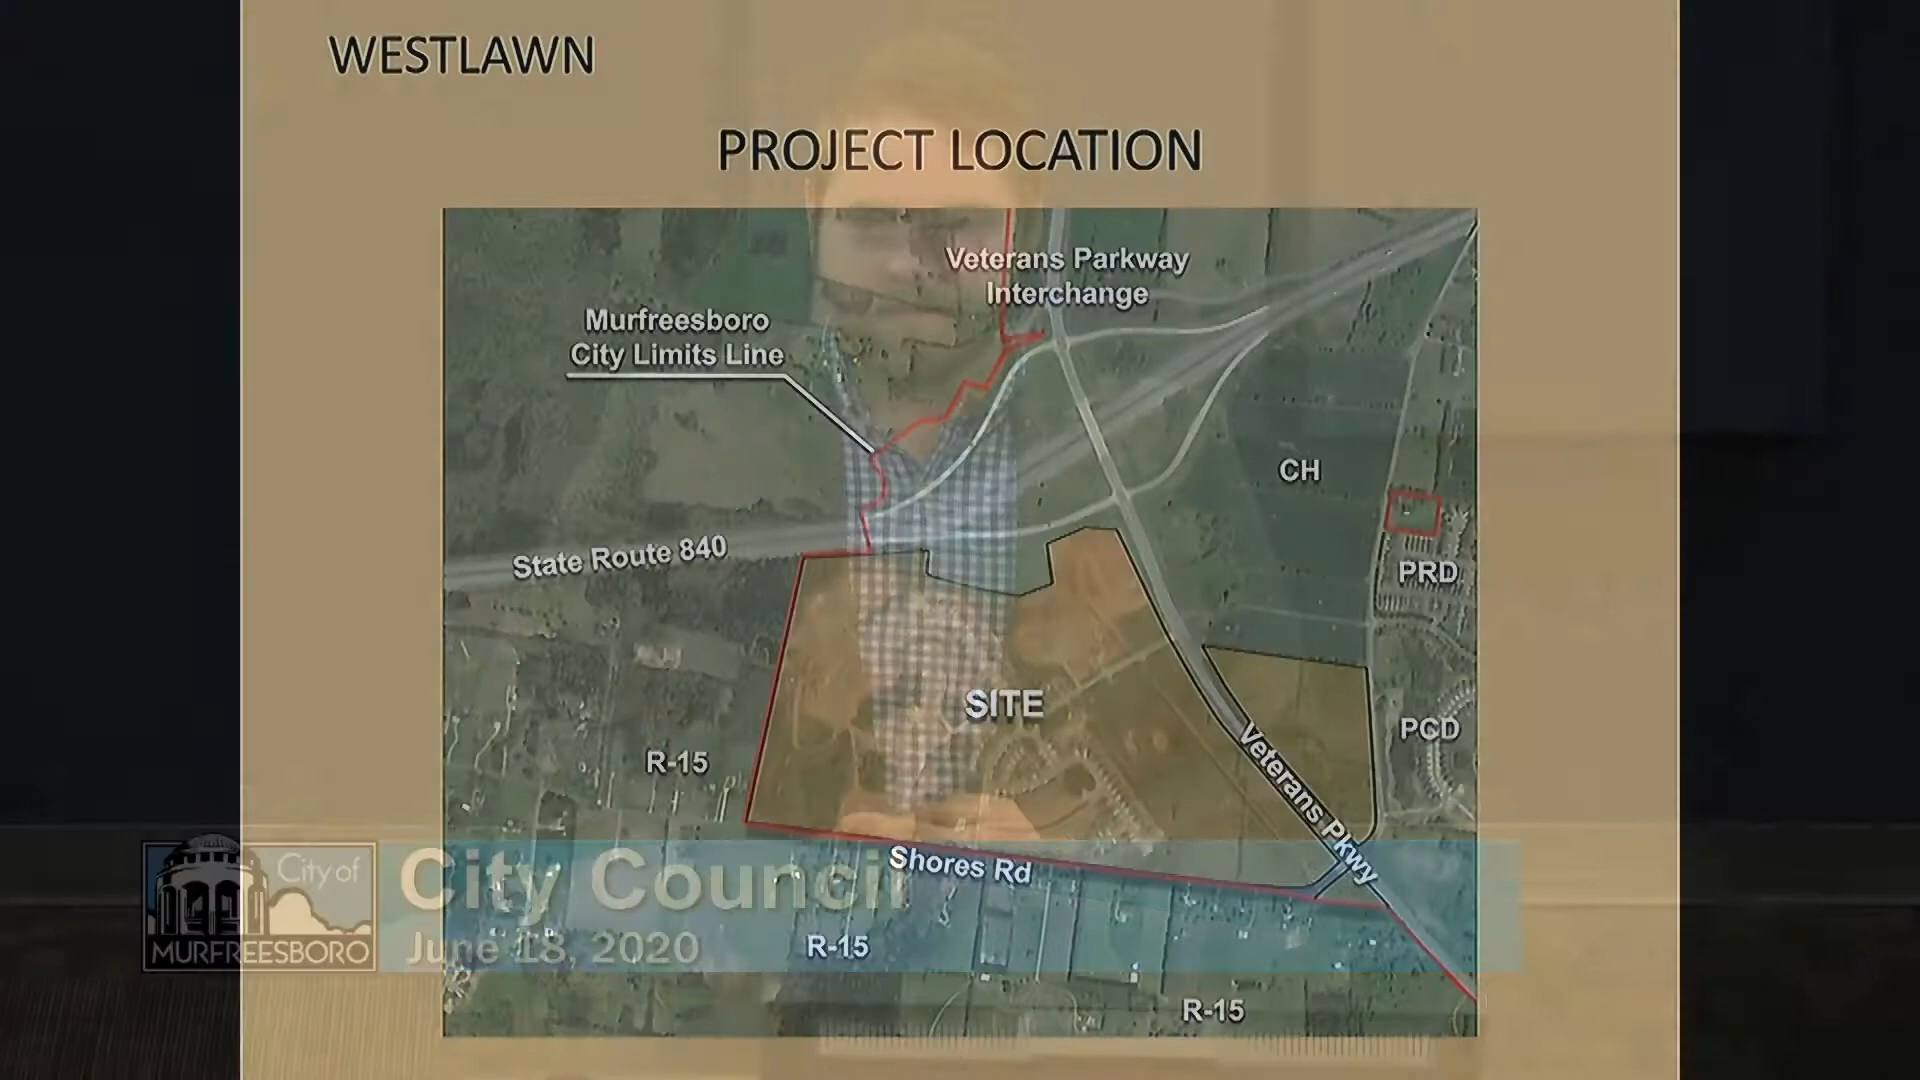 WESTLAWN
PROJECT LOCATION
Veterans Parkway
Interchange
Murfreesboro
City Limits Line
CH
State Route 840
PRD
SITE
PCD
R-15
Veterans Pkwy
Shores Rd
City of
MURFREESBORO
City Council
June 18, 2020
R-15
R-15